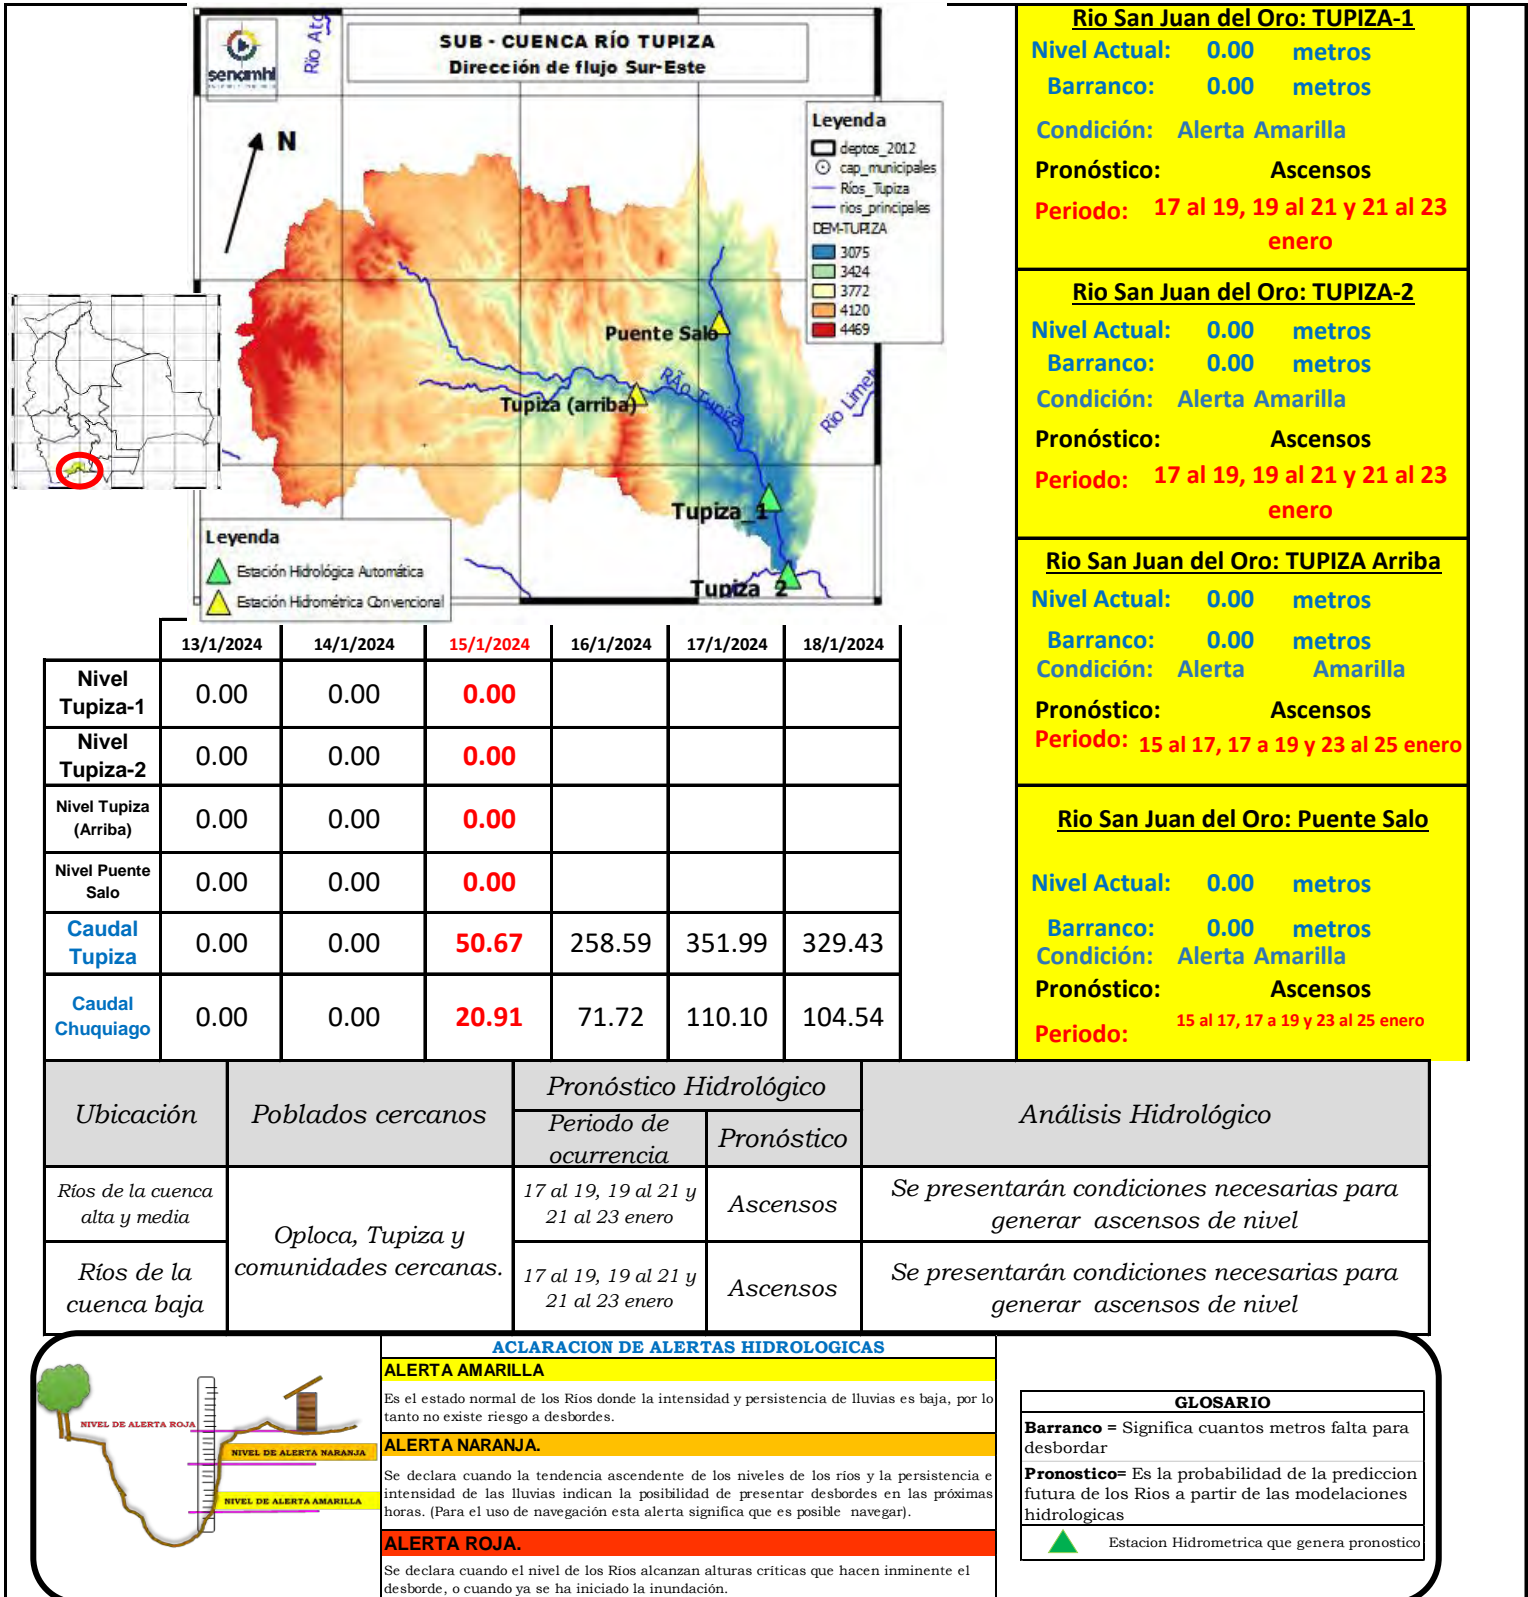 senamhi
SUB - CUENCA RÍO TUPIZA
Dirección de flujo Sur-Este
N
Leyenda
deptos_2012
cap_municipales
Ríos_Tupiza
rios_principales
DEM-TUPIZA
3075
3424
3772
4120
4469
Puente Salo
Tupiza (arriba)
RÃ­o Tupiza
Tupiza_1
Tupiza_2
Leyenda
Estación Hidrológica Automática
Estación Hidrométrica Convencional
Rio San Juan del Oro: TUPIZA-1
Nivel Actual: 0.00 metros
Barranco: 0.00 metros
Condición: Alerta Amarilla
Pronóstico: Ascensos
Periodo: 17 al 19, 19 al 21 y 21 al 23
enero
Rio San Juan del Oro: TUPIZA-2
Nivel Actual: 0.00 metros
Barranco: 0.00 metros
Condición: Alerta Amarilla
Pronóstico: Ascensos
Periodo: 17 al 19, 19 al 21 y 21 al 23
enero
Rio San Juan del Oro: TUPIZA Arriba
Nivel Actual: 0.00 metros
Barranco: 0.00 metros
Condición: Alerta Amarilla
Pronóstico: Ascensos
Periodo: 15 al 17, 17 a 19 y 23 al 25 enero
Rio San Juan del Oro: Puente Salo
Nivel Actual: 0.00 metros
Barranco: 0.00 metros
Condición: Alerta Amarilla
Pronóstico: Ascensos
Periodo: 15 al 17, 17 a 19 y 23 al 25 enero
13/1/2024 14/1/2024 15/1/2024 16/1/2024 17/1/2024 18/1/2024
Nivel
Tupiza-1 0.00 0.00 0.00
Nivel
Tupiza-2 0.00 0.00 0.00
Nivel Tupiza
(Arriba) 0.00 0.00 0.00
Nivel Puente
Salo 0.00 0.00 0.00
Caudal
Tupiza 0.00 0.00 50.67 258.59 351.99 329.43
Caudal
Chuquiago 0.00 0.00 20.91 71.72 110.10 104.54
Ubicación Poblados cercanos Pronóstico Hidrológico Análisis Hidrológico
Periodo de
ocurrencia Pronóstico
Ríos de la cuenca
alta y media
Oploca, Tupiza y
comunidades cercanas.
17 al 19, 19 al 21 y
21 al 23 enero
Ascensos
Se presentarán condiciones necesarias para
generar ascensos de nivel
Ríos de la
cuenca baja
17 al 19, 19 al 21 y
21 al 23 enero
Ascensos
Se presentarán condiciones necesarias para
generar ascensos de nivel
NIVEL DE ALERTA ROJA
NIVEL DE ALERTA NARANJA
NIVEL DE ALERTA AMARILLA
ACLARACION DE ALERTAS HIDROLOGICAS
ALERTA AMARILLA
Es el estado normal de los Ríos donde la intensidad y persistencia de lluvias es baja, por lo
tanto no existe riesgo a desbordes.
ALERTA NARANJA.
Se declara cuando la tendencia ascendente de los niveles de los ríos y la persistencia e
intensidad de las lluvias indican la posibilidad de presentar desbordes en las próximas
horas. (Para el uso de navegación esta alerta significa que es posible navegar).
ALERTA ROJA.
Se declara cuando el nivel de los Ríos alcanzan alturas críticas que hacen inminente el
desborde, o cuando ya se ha iniciado la inundación.
GLOSARIO
Barranco = Significa cuantos metros falta para
desbordar
Pronostico= Es la probabilidad de la prediccion
futura de los Rios a partir de las modelaciones
hidrologicas
Estacion Hidrometrica que genera pronostico